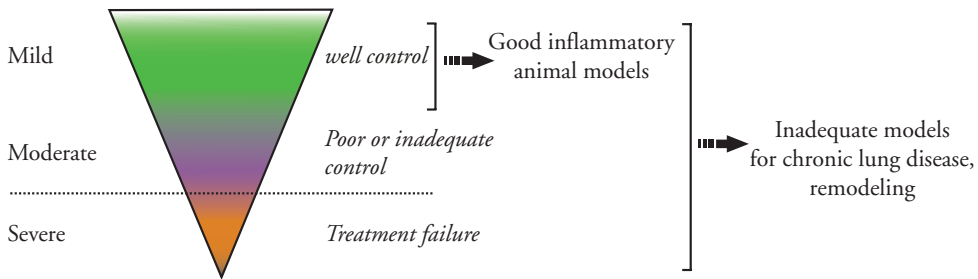 Mild
well control
Good inflammatory
animal models
Moderate
Poor or inadequate
control
Inadequate models
for chronic lung disease,
remodeling
Severe
Treatment failure